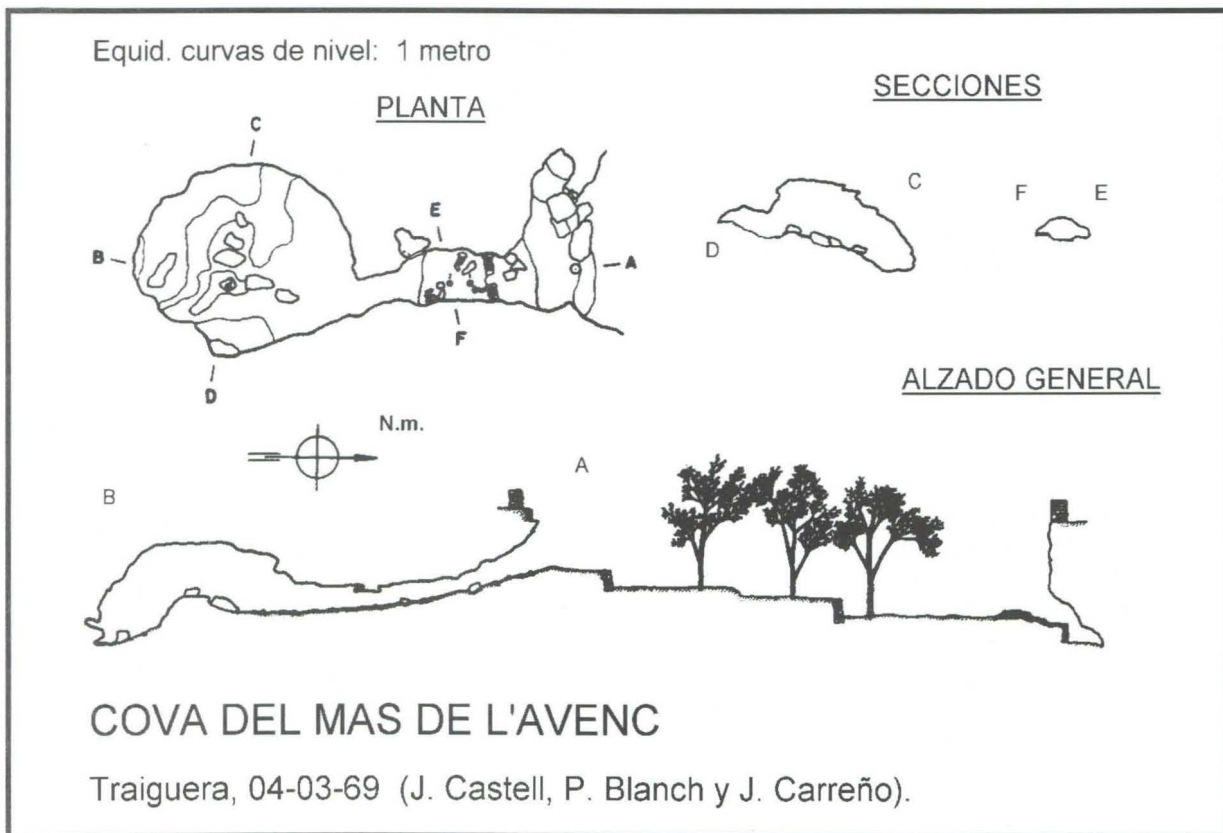 Equid. curvas de nivel: 1 metro
PLANTA
SECCIONES
C
B
E
A
F
D
C
D
F E
ALZADO GENERAL
N.m.
B
A
COVA DEL MAS DE L'AVENC
Traiguera, 04-03-69 (J. Castell, P. Blanch y J. Carreño).